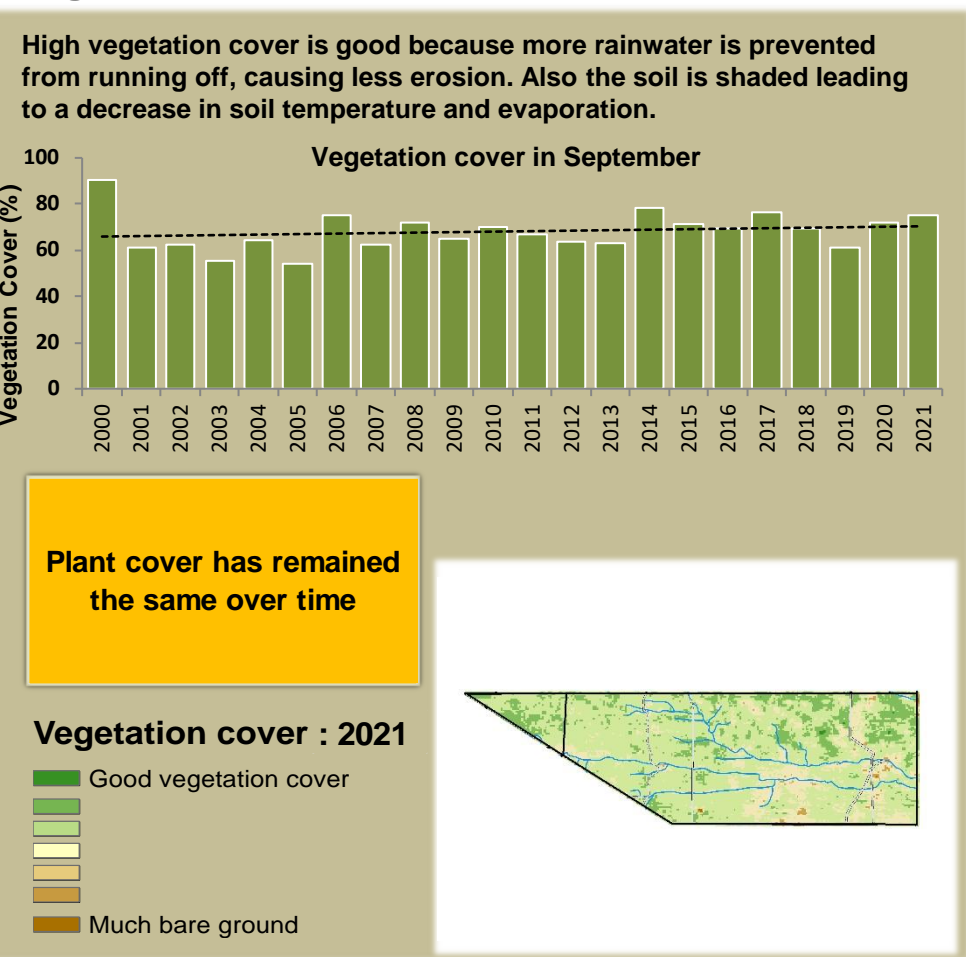 High vegetation cover is good because more rainwater is prevented
from running off, causing less erosion. Also the soil is shaded leading
to a decrease in soil temperature and evaporation.
Vegetation cover in September
Vegetation Cover (%)
100
80
60
40
20
0
2000
2001
2002
2003
2004
2005
2006
2007
2008
2009
2010
2011
2012
2013
2014
2015
2016
2017
2018
2019
2020
2021
Plant cover has remained
the same over time
Vegetation cover : 2021
Good vegetation cover
Much bare ground